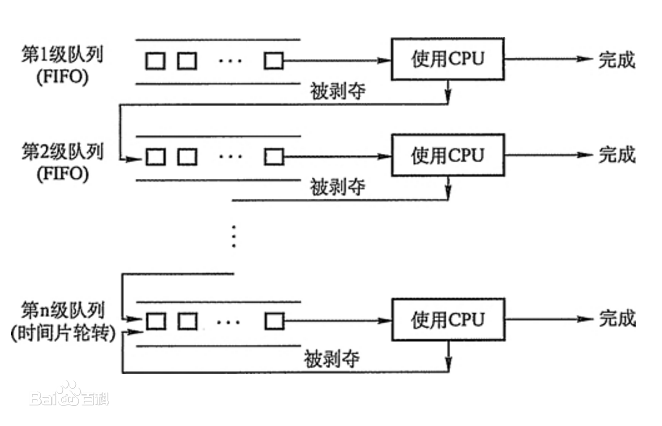 第1级队列
(FIFO)
使用CPU
完成
被剥夺
第2级队列
(FIFO)
使用CPU
完成
被剥夺
第n级队列
(时间片轮转)
使用CPU
完成
被剥夺
Baidu百科